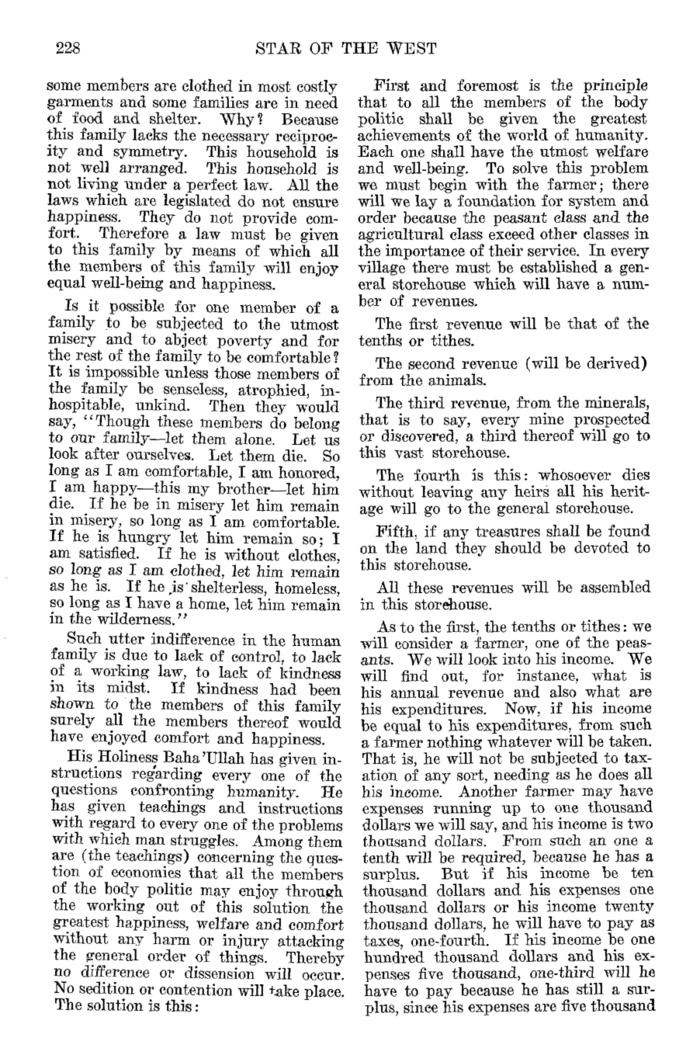 228
STAR OF THE WEST
some members are clothed in most costly
garments and some families are in need
of food and shelter. Why? Because
this family lacks the necessary reciproc-
ity and symmetry. This household is
not well arranged. This household is
not living under a perfect law. All the
laws which are legislated do not ensure
happiness. They do not provide com-
fort. Therefore a law must be given
to this family by means of which all
the members of this family will enjoy
equal well-being and happiness.
Is it possible for one member of a
family to be subjected to the utmost
misery and to abject poverty and for
the rest of the family to be comfortable?
It is impossible unless those members of
the family be senseless, atrophied, in-
hospitable, unkind. Then they would
say, "Though these members do belong
to our family—let them alone. Let us
look after ourselves. Let them die. So
long as I am comfortable, I am honored,
I am happy—this my brother—let him
die. If he be in misery let him remain
in misery, so long as I am comfortable.
If he is hungry let him remain so; I
am satisfied. If he is without clothes,
so long as I am clothed, let him remain
as he is. If he is shelterless, homeless,
so long as I have a home, let him remain
in the wilderness."
Such utter indifference in the human
family is due to lack of control, to lack
of a working law, to lack of kindness
in its midst. If kindness had been
shown to the members of this family
surely all the members thereof would
have enjoyed comfort and happiness.
His Holiness Baha'Ullah has given in-
structions regarding every one of the
questions confronting humanity. He
has given teachings and instructions
with regard to every one of the problems
with which man struggles. Among them
are (the teachings) concerning the ques-
tion of economics that all the members
of the body politic may enjoy through
the working out of this solution the
greatest happiness, welfare and comfort
without any harm or injury attacking
the general order of things. Thereby
no difference or dissension will occur.
No sedition or contention will take place.
The solution is this:
First and foremost is the principle
that to all the members of the body
politic shall be given the greatest
achievements of the world of humanity.
Each one shall have the utmost welfare
and well-being. To solve this problem
we must begin with the farmer; there
will we lay a foundation for system and
order because the peasant class and the
agricultural class exceed other classes in
the importance of their service. In every
village there must be established a gen-
eral storehouse which will have a num-
ber of revenues.
The first revenue will be that of the
tenths or tithes.
The second revenue (will be derived)
from the animals.
The third revenue, from the minerals,
that is to say, every mine prospected
or discovered, a third thereof will go to
this vast storehouse.
The fourth is this: whosoever dies
without leaving any heirs all his herit-
age will go to the general storehouse.
Fifth, if any treasures shall be found
on the land they should be devoted to
this storehouse.
All these revenues will be assembled
in this storehouse.
As to the first, the tenths or tithes: we
will consider a farmer, one of the peas-
ants. We will look into his income. We
will find out, for instance, what is
his annual revenue and also what are
his expenditures. Now, if his income
be equal to his expenditures, from such
a farmer nothing whatever will be taken.
That is, he will not be subjected to tax-
ation of any sort, needing as he does all
his income. Another farmer may have
expenses running up to one thousand
dollars we will say, and his income is two
thousand dollars. From such an one a
tenth will be required, because he has a
surplus. But if his income be ten
thousand dollars and his expenses one
thousand dollars or his income twenty
thousand dollars, he will have to pay as
taxes, one-fourth. If his income be one
hundred thousand dollars and his ex-
penses five thousand, one-third will he
have to pay because he has still a sur-
plus, since his expenses are five thousand